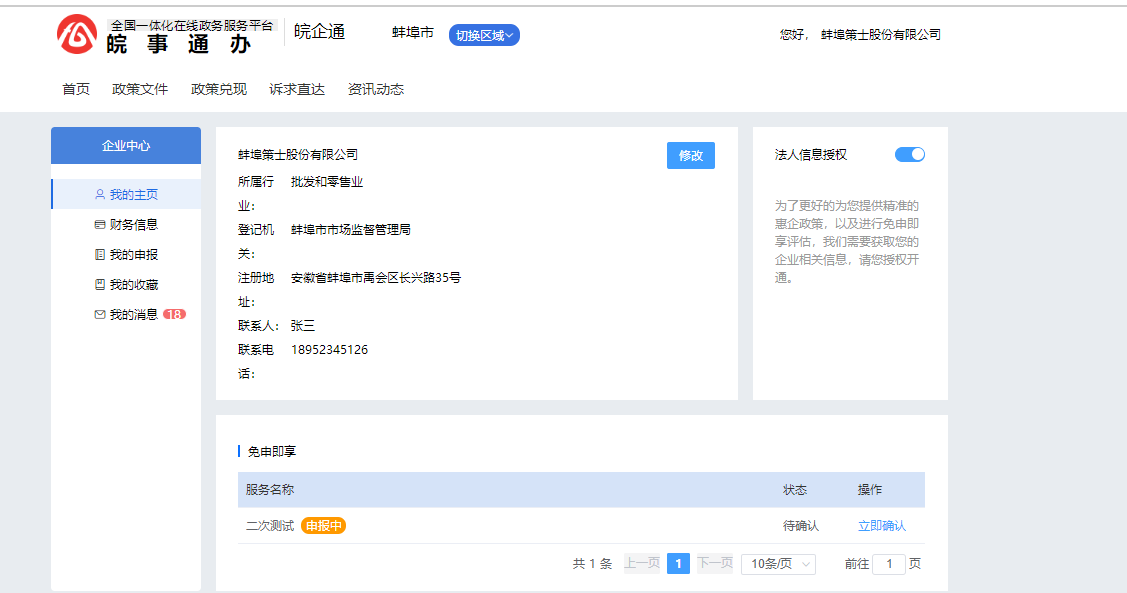 全国一体化在线政务服务平台
皖事通办
皖企通
蚌埠市
切换区域
您好， 蚌埠策士股份有限公司
首页 政策文件 政策兑现 诉求直达 资讯动态
企业中心
我的主页
财务信息
我的申报
我的收藏
我的消息 18
蚌埠策士股份有限公司
修改
所属行 批发和零售业
业：
登记机 蚌埠市市场监督管理局
关：
注册地 安徽省蚌埠市禹会区长兴路35号
址：
联系人： 张三
联系电 18952345126
话：
法人信息授权
为了更好的为您提供精准的
惠企政策，以及进行免申即
享评估，我们需要获取您的
企业相关信息，请您授权开
通。
免申即享
服务名称 状态 操作
二次测试 申报中 待确认 立即确认
共 1 条 上一页 1 下一页 10条/页 前往 1 页